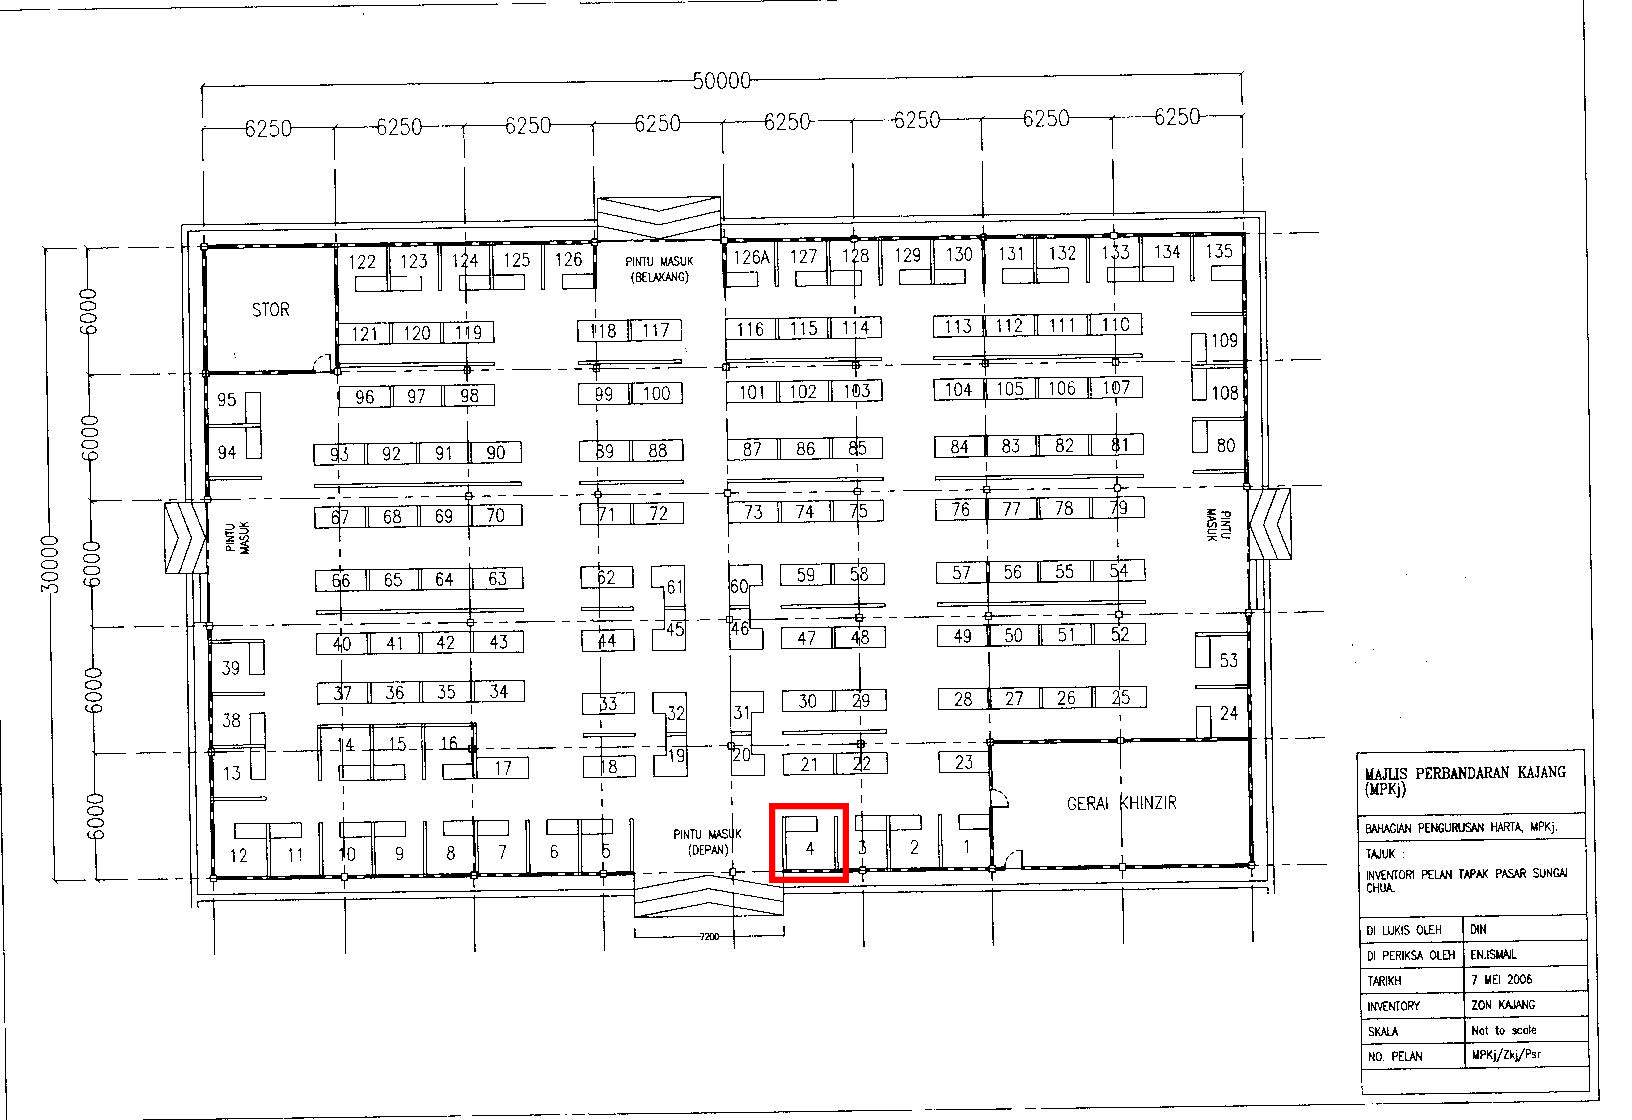 50000
6250 6250 6250 6250 6250 6250 6250 6250
122 123 124 125 126
PINTU MASUK
(BELAKANG)
126A 127 128 129 130 131 132 133 134 135
STOR
6000
121 120 119 118 117 116 115 114 113 112 111 110
109
95 96 97 98 99 100 101 102 103 104 105 106 107 108
6000
94 93 92 91 90 89 88 87 86 85 84 83 82 81 80
PINTU
MASUK
67 68 69 70 71 72 73 74 75 76 77 78 79
PINTU
MASUK
30000
6000
66 65 64 63 62 61 60 59 58 57 56 55 54
39 40 41 42 43 44 45 46 47 48 49 50 51 52 53
6000
38 37 36 35 34 33 32 31 30 29 28 27 26 25 24
13 14 15 16 17 18 19 20 21 22 23
6000
GERAI KHINZIR
12 11 10 9 8 7 6 5
PINTU MASUK
(DEPAN)
4 3 2 1
7200
MAJLIS PERBANDARAN KAJANG
(MPKj)
BAHAGIAN PENGURUSAN HARTA, MPKj.
TAJUK :
INVENTORI PELAN TAPAK PASAR SUNGAI
CHUA.
DI LUKIS OLEH DIN
DI PERIKSA OLEH EN.ISMAIL
TARIKH 7 MEI 2006
INVENTORY ZON KAJANG
SKALA Not to scale
NO. PELAN MPKj/Zkj/Psr